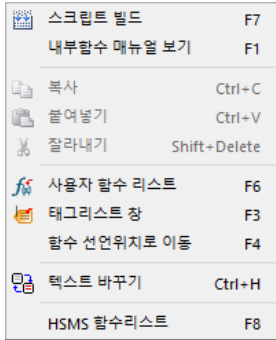 스크립트 빌드 F7
내부함수 매뉴얼 보기 F1
복사 Ctrl+C
붙여넣기 Ctrl+V
잘라내기 Shift+Delete
사용자 함수 리스트 F6
태그리스트 창 F3
함수 선언위치로 이동 F4
텍스트 바꾸기 Ctrl+H
HSMS 함수리스트 F8